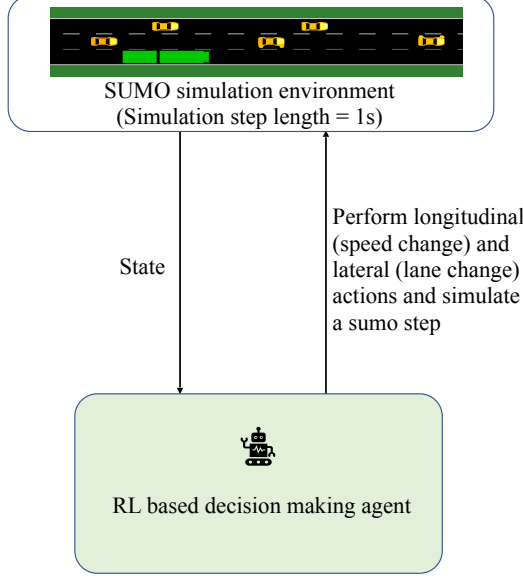 SUMO simulation environment
(Simulation step length = 1s)
State
Perform longitudinal
(speed change) and
lateral (lane change)
actions and simulate
a sumo step
RL based decision making agent